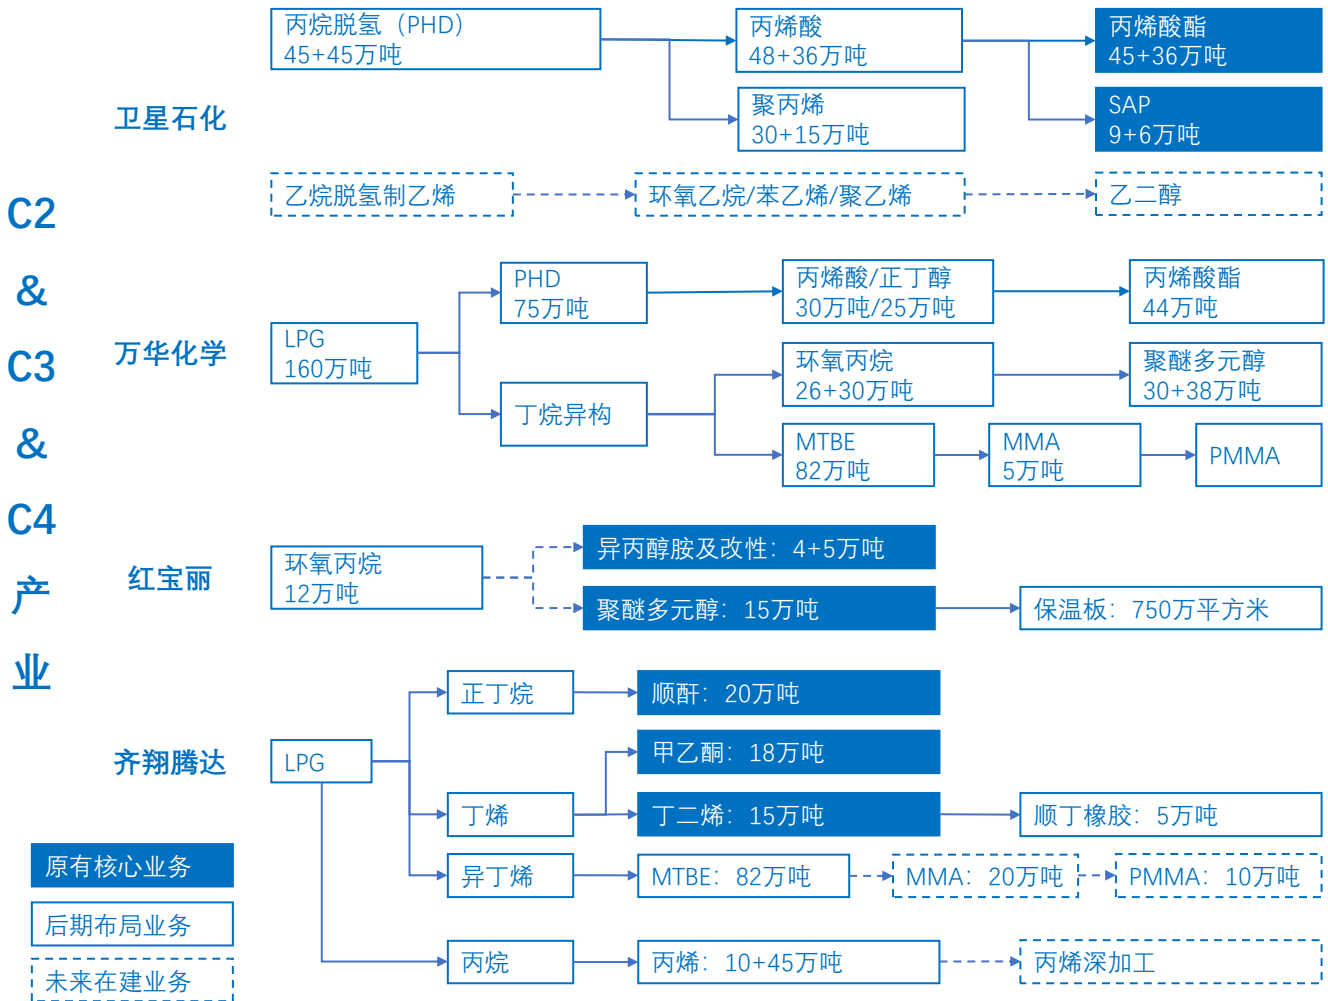 C2
&
C3
&
C4
产
业
卫星石化
丙烷脱氢（PHD）
45+45万吨
丙烯酸
48+36万吨
丙烯酸酯
45+36万吨
聚丙烯
30+15万吨
SAP
9+6万吨
乙烷脱氢制乙烯
环氧乙烷/苯乙烯/聚乙烯
乙二醇
万华化学
LPG
160万吨
PHD
75万吨
丙烯酸/正丁醇
30万吨/25万吨
丙烯酸酯
44万吨
丁烷异构
环氧丙烷
26+30万吨
聚醚多元醇
30+38万吨
MTBE
82万吨
MMA
5万吨
PMMA
红宝丽
环氧丙烷
12万吨
异丙醇胺及改性：4+5万吨
聚醚多元醇：15万吨
保温板：750万平方米
齐翔腾达
LPG
正丁烷
顺酐：20万吨
甲乙酮：18万吨
丁烯
丁二烯：15万吨
顺丁橡胶：5万吨
异丁烯
MTBE：82万吨
MMA：20万吨
PMMA：10万吨
丙烷
丙烯：10+45万吨
丙烯深加工
原有核心业务
后期布局业务
未来在建业务